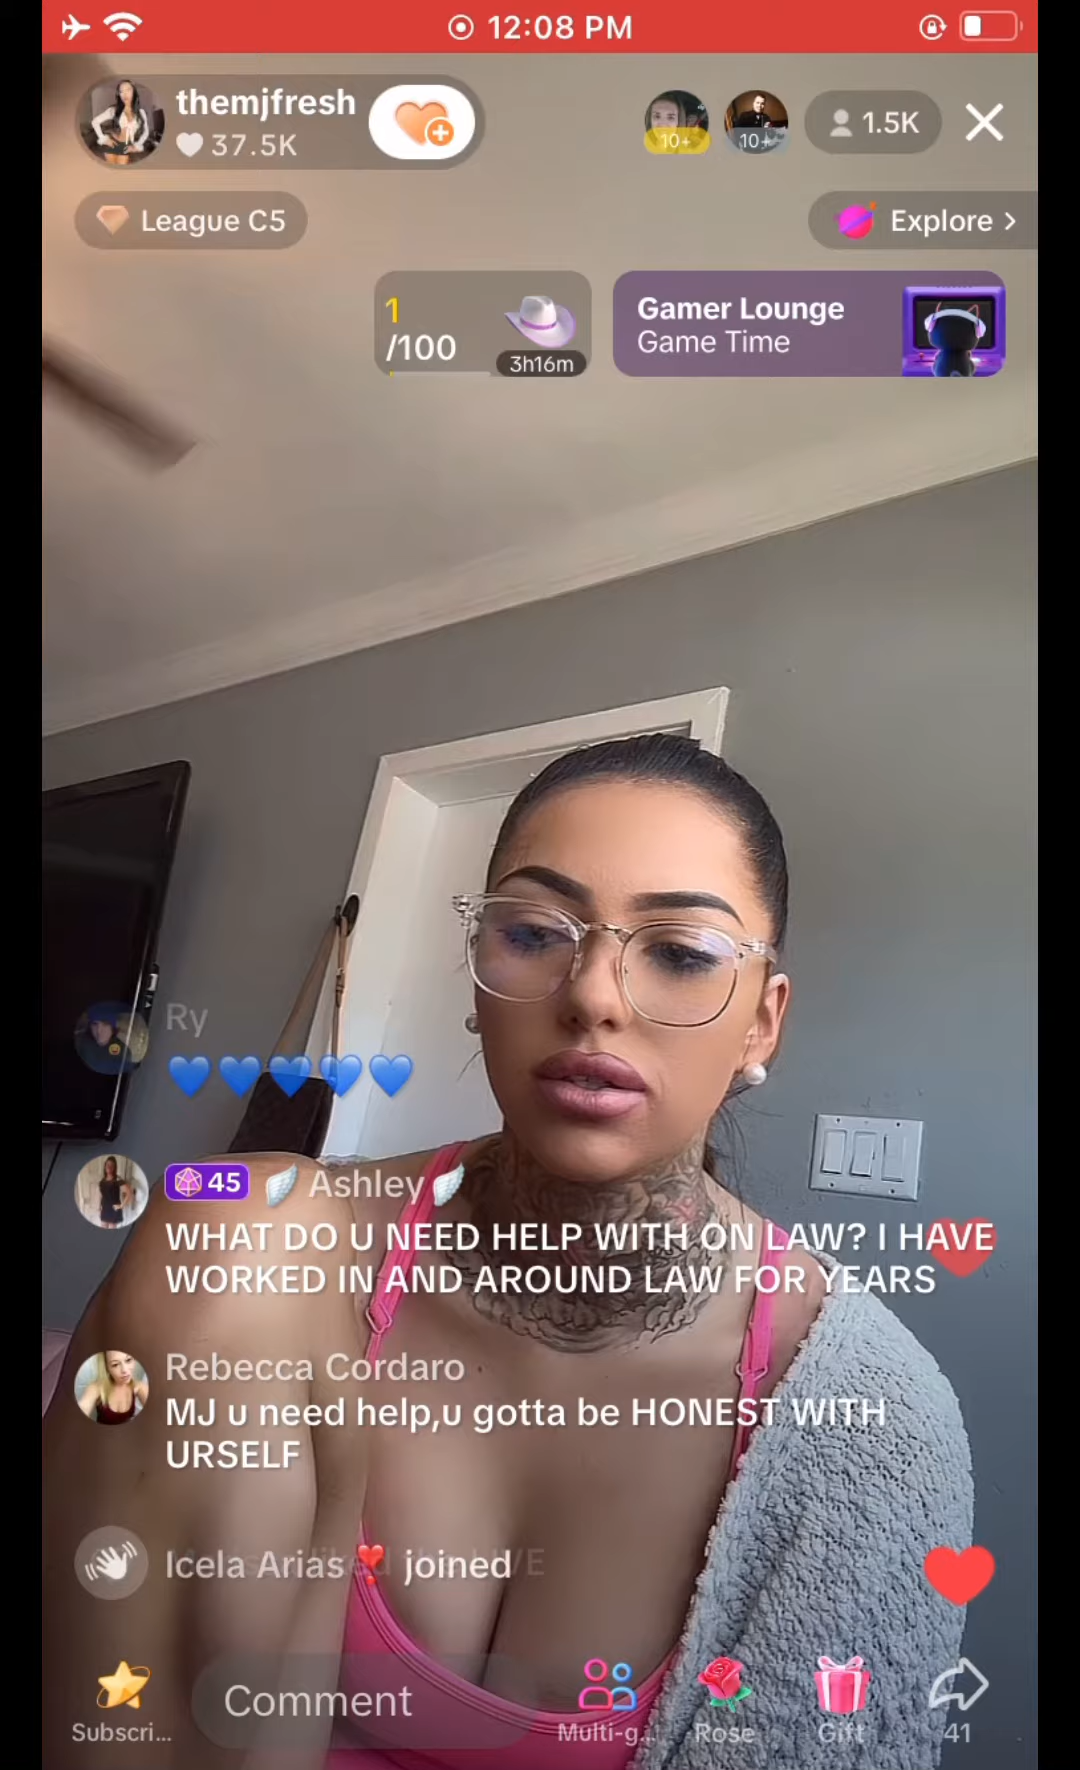 12:08 PM
themjfresh
37.5K
10+
10+
1.5K
League C5
Explore >
1
/100
3h16m
Gamer Lounge
Game Time
Ry
💙💙💙💙💙
45 🪽 Ashley 🪽
WHAT DO U NEED HELP WITH ON LAW? I HAVE
WORKED IN AND AROUND LAW FOR YEARS
Rebecca Cordaro
MJ u need help,u gotta be HONEST WITH
URSELF
Icela Arias❣️ joined
Comment
Subscri...
Multi-g...
Rose
Gift
41